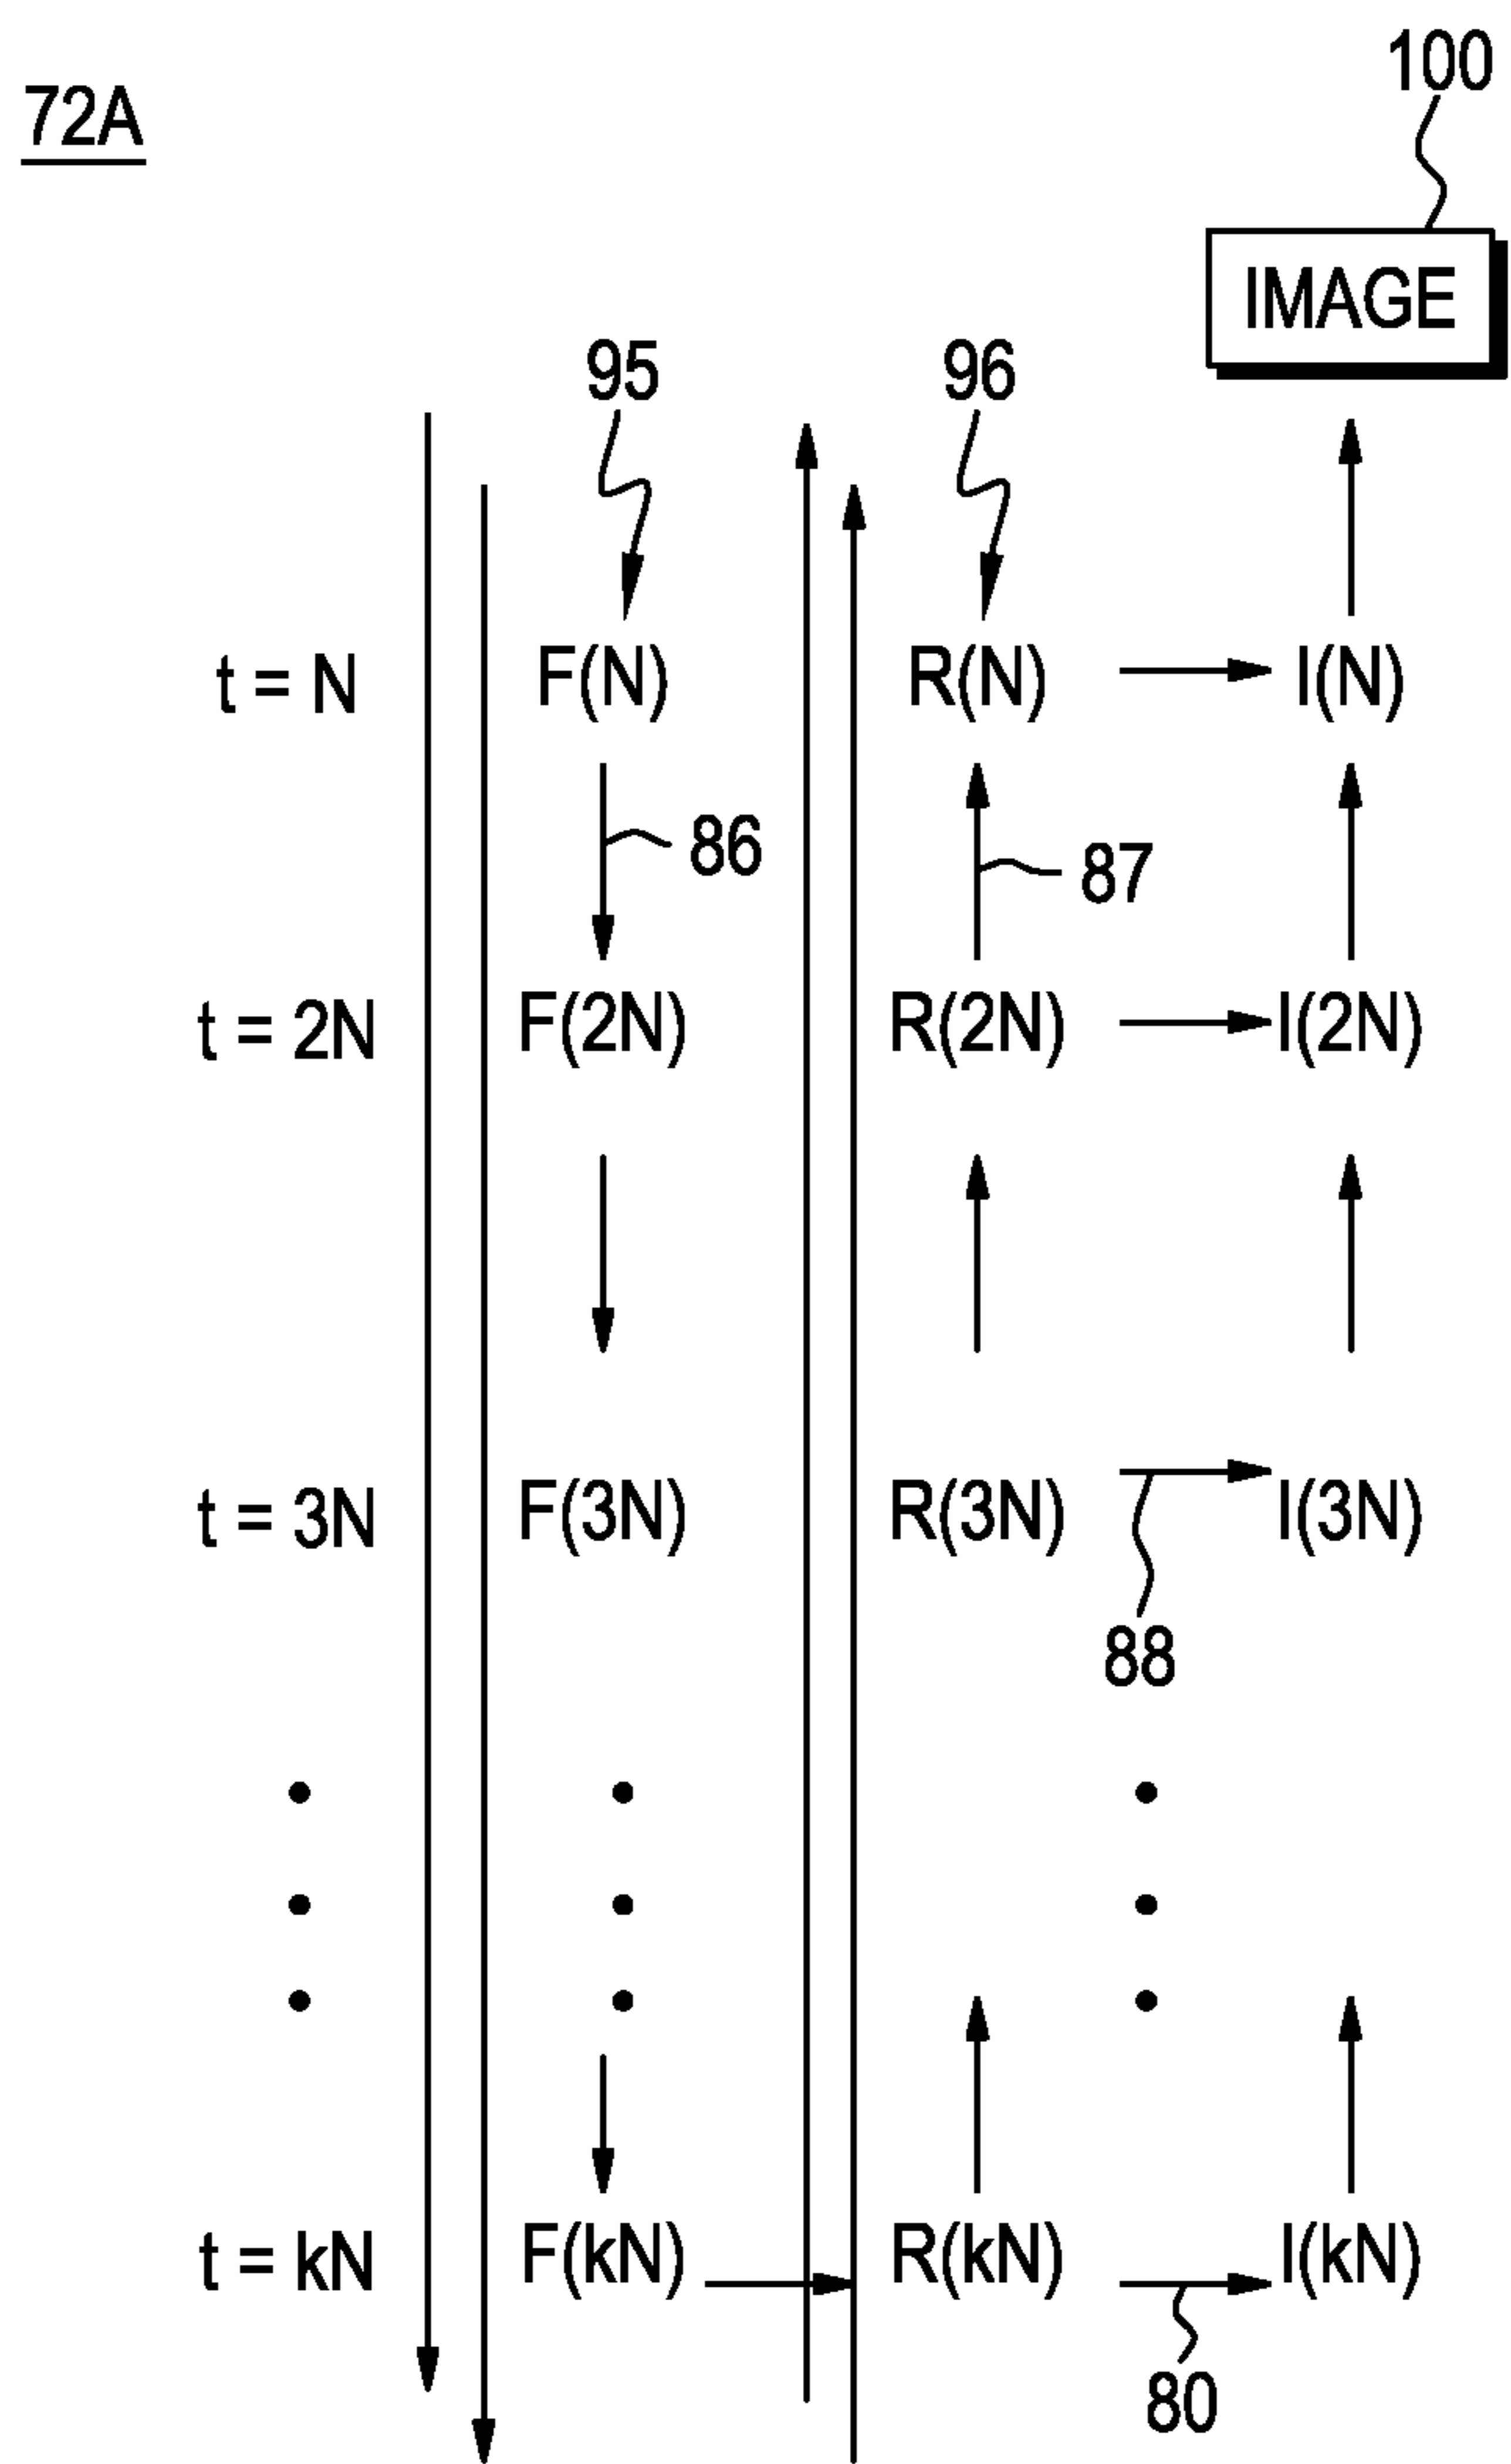 100
72A
IMAGE
95
96
t = N
F(N)
R(N)
I(N)
86
87
t = 2N
F(2N)
R(2N)
I(2N)
t = 3N
F(3N)
R(3N)
I(3N)
88
t = kN
F(kN)
R(kN)
I(kN)
80